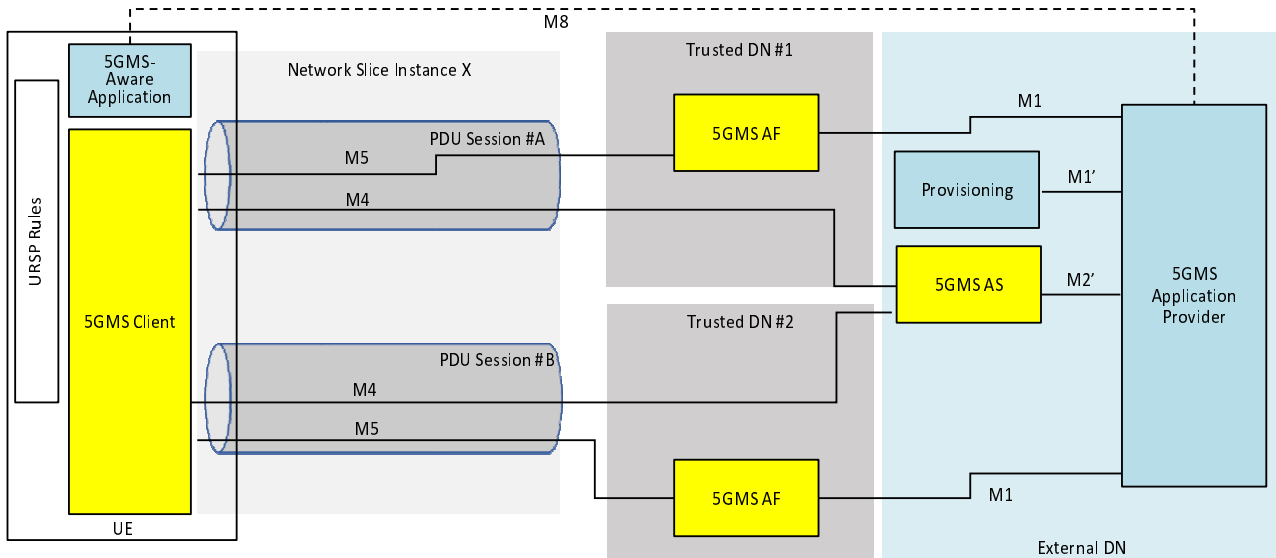 M8
5GMS-
Aware
Application
URSP Rules
5GMS Client
UE
Network Slice Instance X
PDU Session #A
M5
M4
PDU Session #B
M4
M5
Trusted DN #1
5GMS AF
Trusted DN #2
5GMS AF
M1
Provisioning
M1’
5GMS AS
M2’
5GMS
Application
Provider
M1
External DN